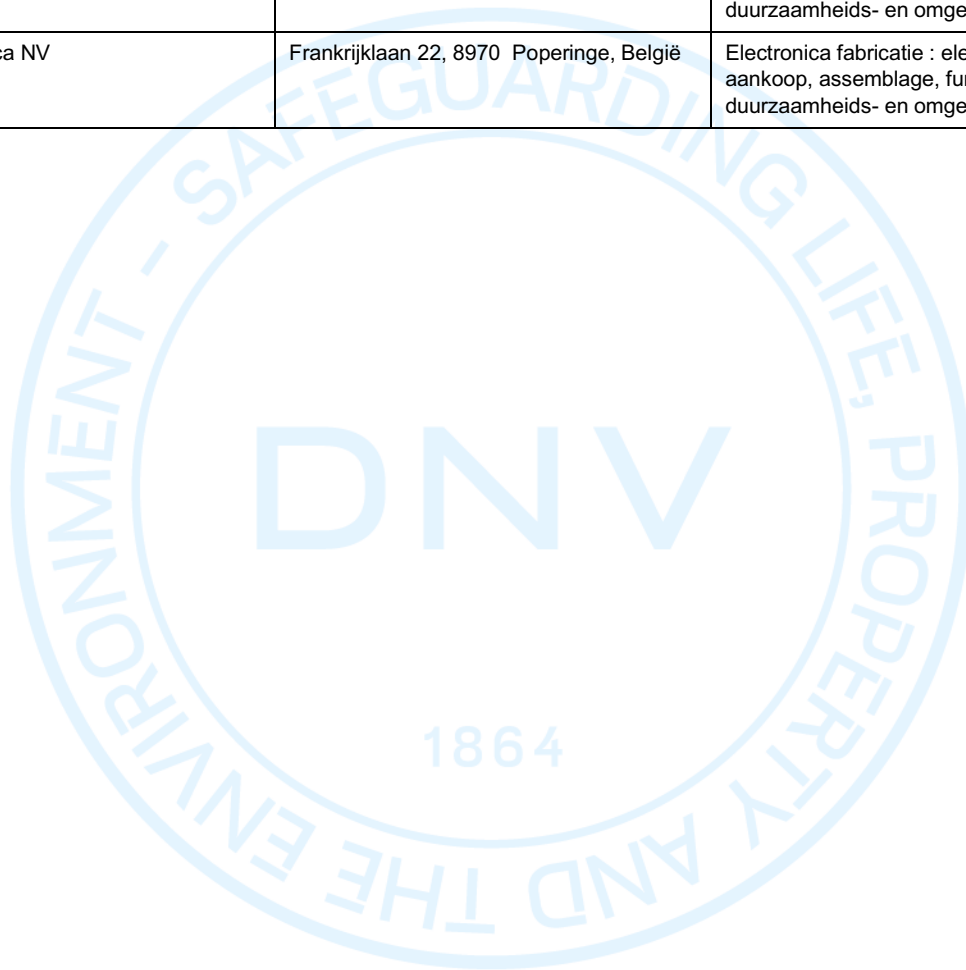 duurzaamheids- en omge
ca NV
Frankrijklaan 22, 8970 Poperinge, België
Electronica fabricatie : ele
aankoop, assemblage, fu
duurzaamheids- en omge
SAFEGUARDING LIFE, PROPERTY AND THE ENVIRONMENT -
DNV
1864